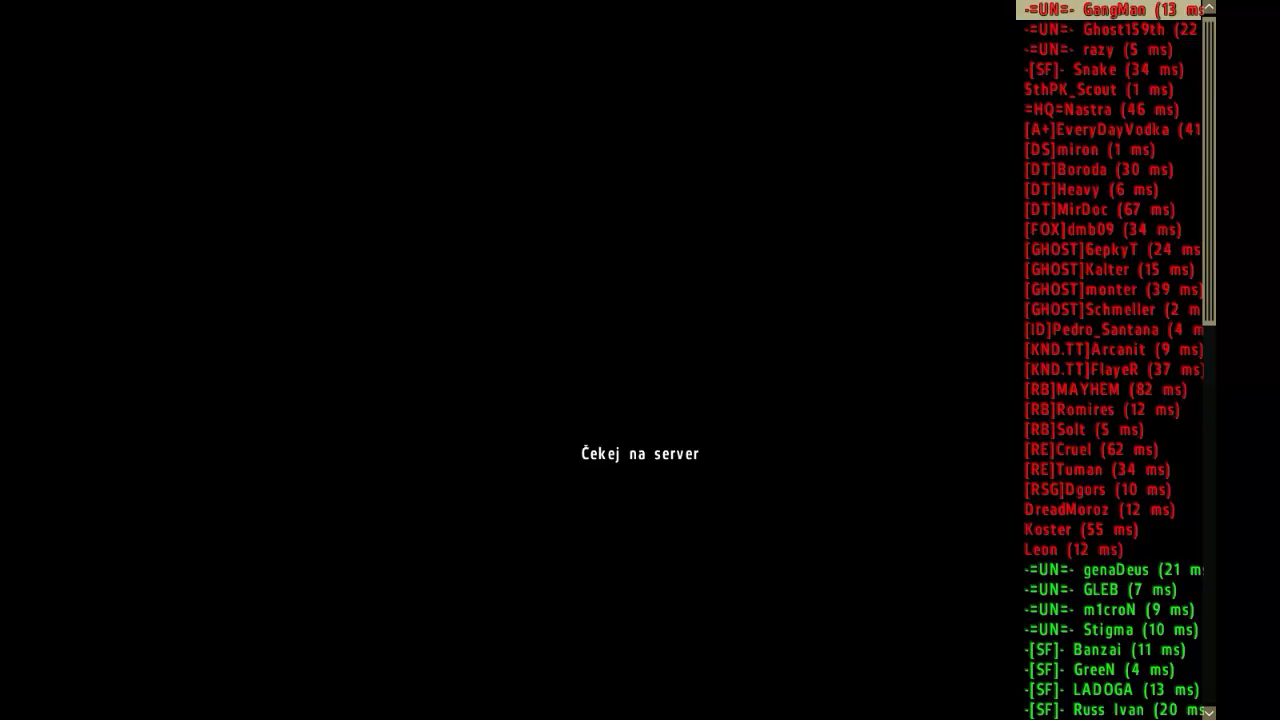 -=UN=- GangMan (13 ms
-=UN=- Ghost159th (22
-=UN=- razy (5 ms)
-[SF]- Snake (34 ms)
5thPK_Scout (1 ms)
=HQ=Nastra (46 ms)
[A+]EveryDayVodka (41
[DS]miron (1 ms)
[DT]Boroda (30 ms)
[DT]Heavy (6 ms)
[DT]MirDoc (67 ms)
[FOX]dmb09 (34 ms)
[GHOST]6epkyT (24 ms
[GHOST]Kalter (15 ms)
[GHOST]monter (39 ms)
[GHOST]Schmeller (2 m
[ID]Pedro_Santana (4 m
[KND.TT]Arcanit (9 ms)
[KND.TT]FlayeR (37 ms)
[RB]MAYHEM (82 ms)
[RB]Romires (12 ms)
[RB]Solt (5 ms)
[RE]Cruel (62 ms)
Čekej na server
[RE]Tuman (34 ms)
[RSG]Dgors (10 ms)
DreadMoroz (12 ms)
Koster (55 ms)
Leon (12 ms)
-=UN=- genaDeus (21 m
-=UN=- GLEB (7 ms)
-=UN=- m1croN (9 ms)
-=UN=- Stigma (10 ms)
-[SF]- Banzai (11 ms)
-[SF]- GreeN (4 ms)
-[SF]- LADOGA (13 ms)
-[SF]- Russ Ivan (20 ms